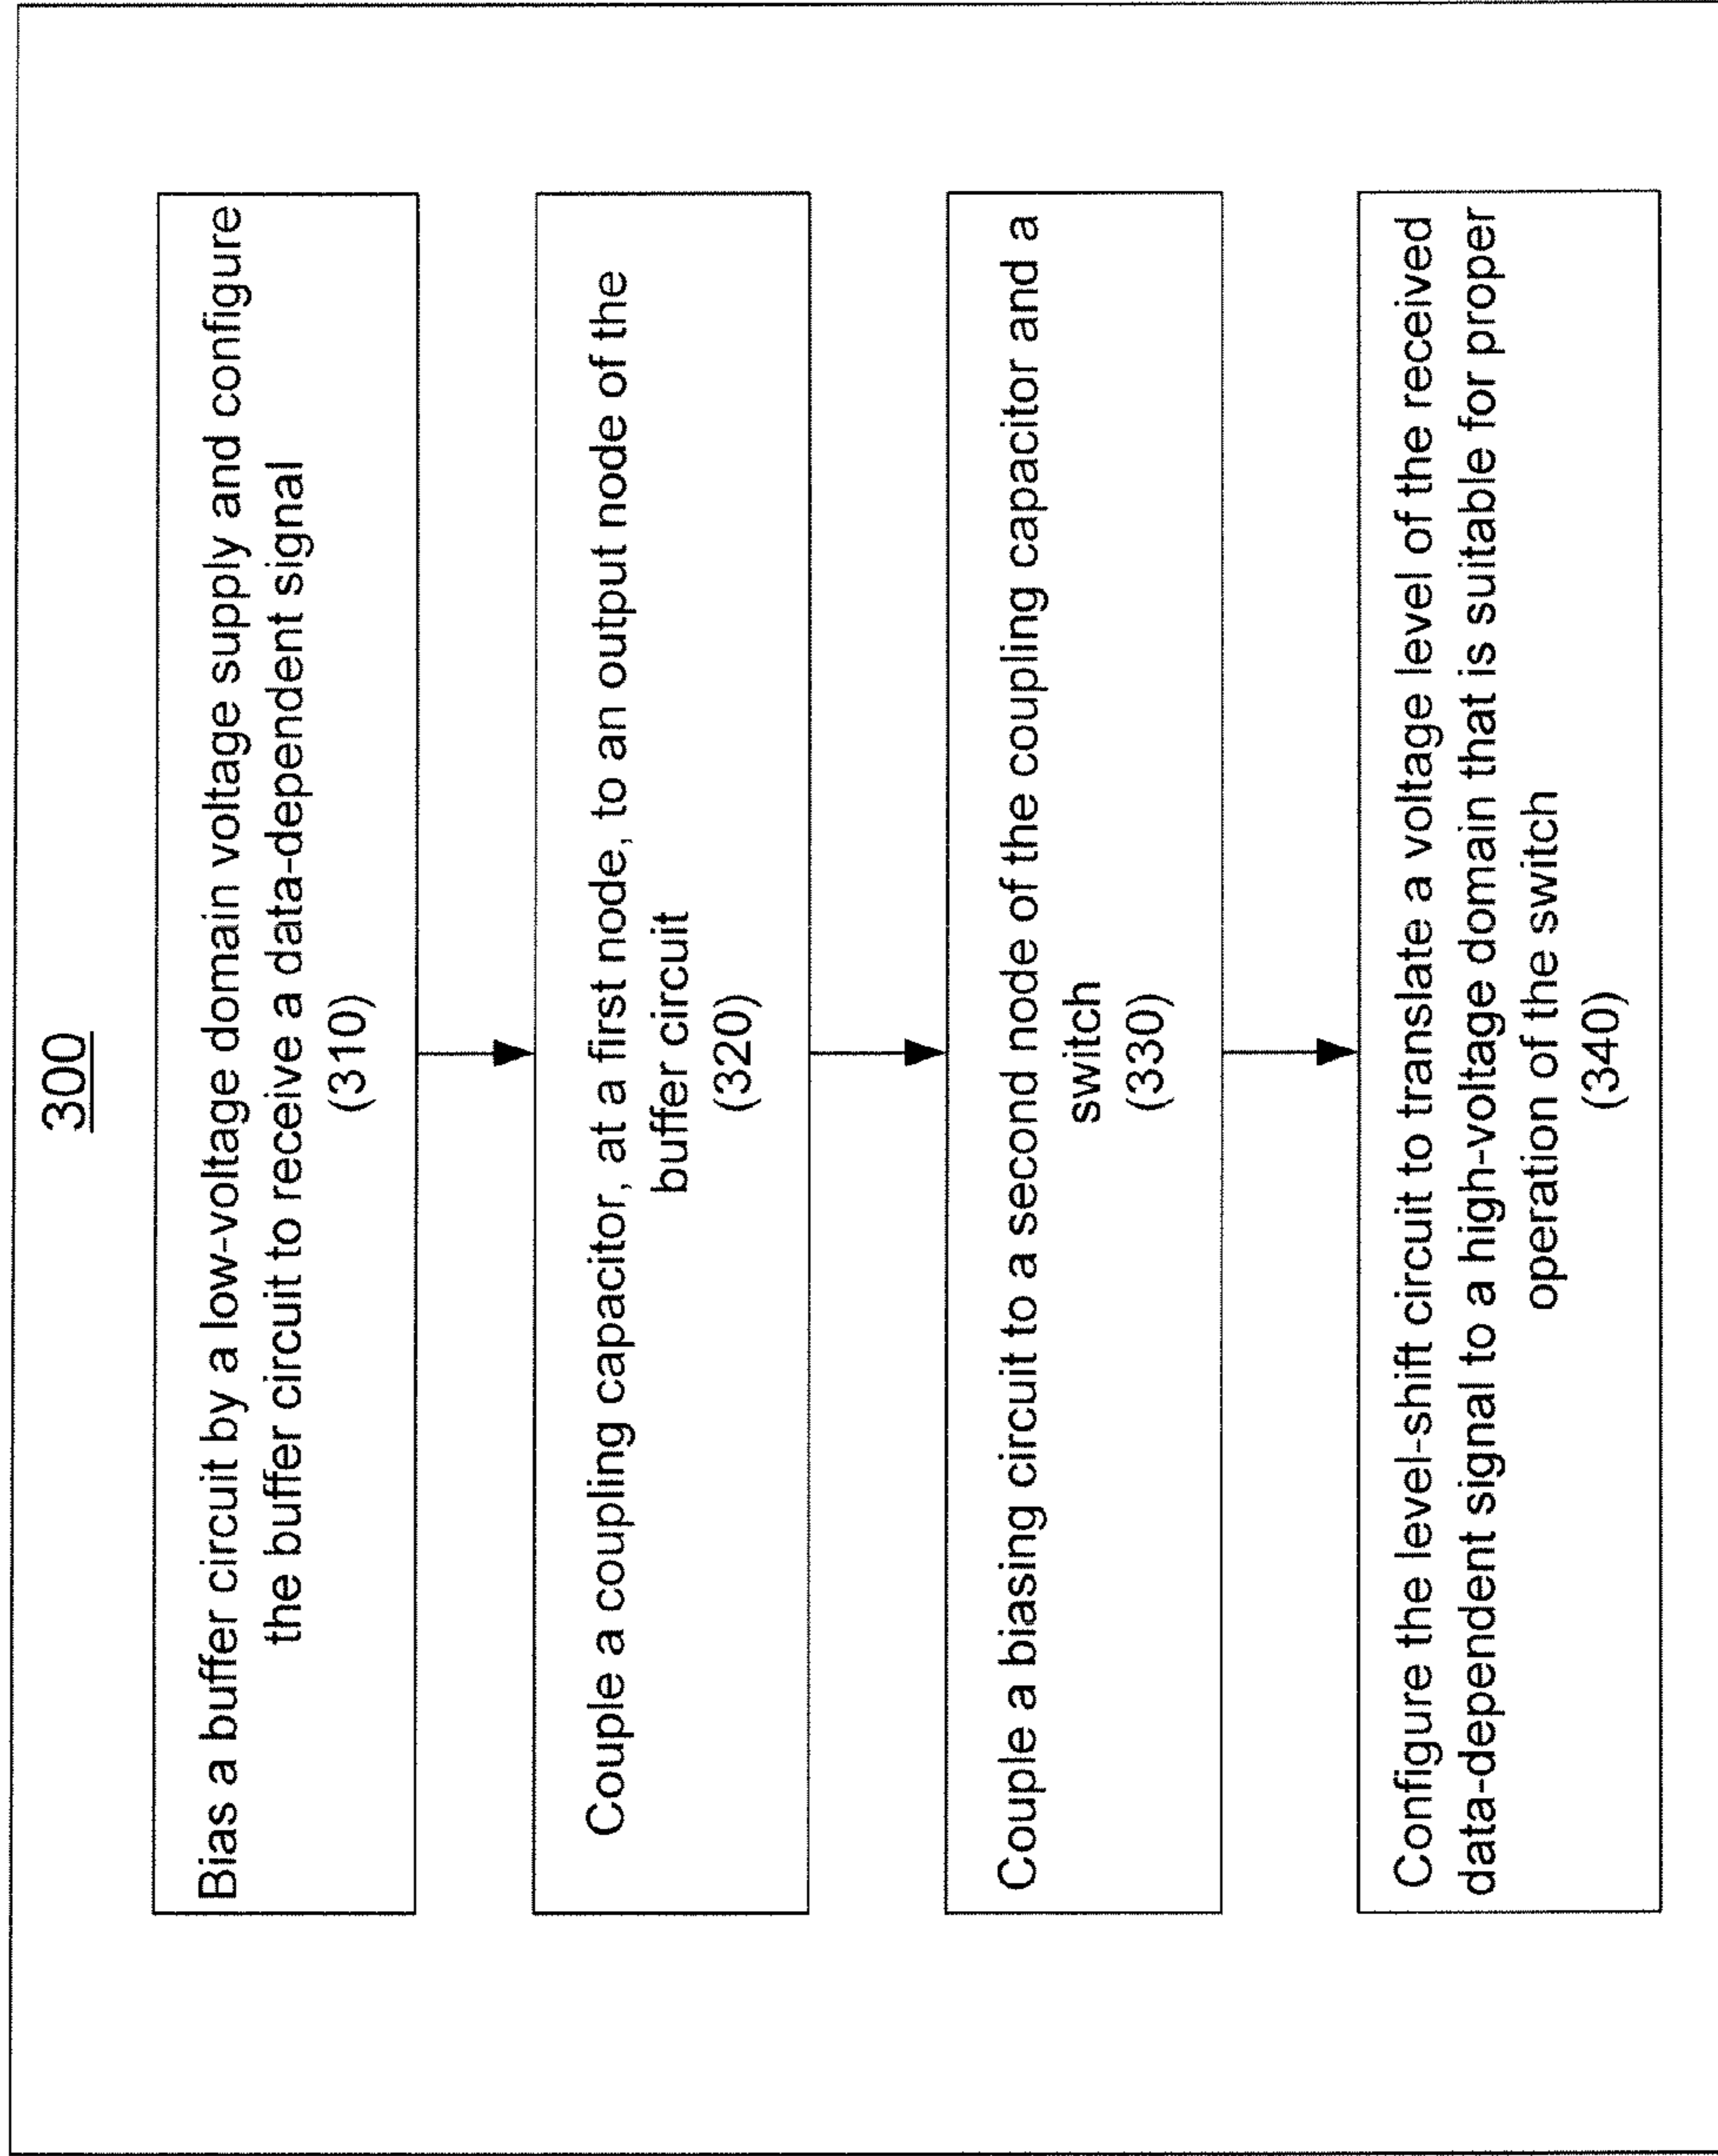 300
Bias a buffer circuit by a low-voltage domain voltage supply and configure
the buffer circuit to receive a data-dependent signal
(310)
Couple a coupling capacitor, at a first node, to an output node of the
buffer circuit
(320)
Couple a biasing circuit to a second node of the coupling capacitor and a
switch
(330)
Configure the level-shift circuit to translate a voltage level of the received
data-dependent signal to a high-voltage domain that is suitable for proper
operation of the switch
(340)